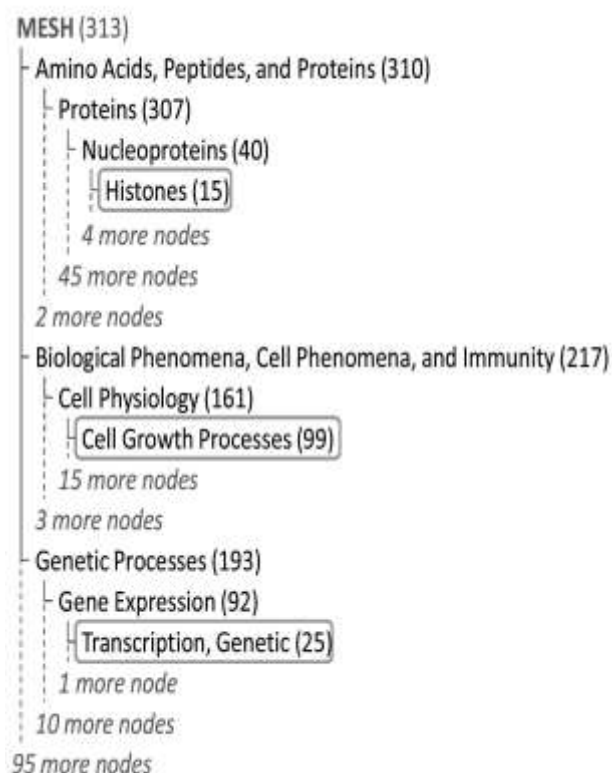 MESH (313)
Amino Acids, Peptides, and Proteins (310)
Proteins (307)
Nucleoproteins (40)
Histones (15)
4 more nodes
45 more nodes
2 more nodes
Biological Phenomena, Cell Phenomena, and Immunity (217)
Cell Physiology (161)
Cell Growth Processes (99)
15 more nodes
3 more nodes
Genetic Processes (193)
Gene Expression (92)
Transcription, Genetic (25)
1 more node
10 more nodes
95 more nodes